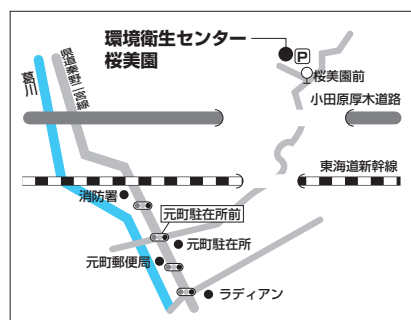 環境衛生センター
桜美園
P
桜美園前
小田原厚木道路
県道秦野二宮線
葛川
東海道新幹線
消防署
元町駐在所前
元町駐在所
元町郵便局
ラディアン